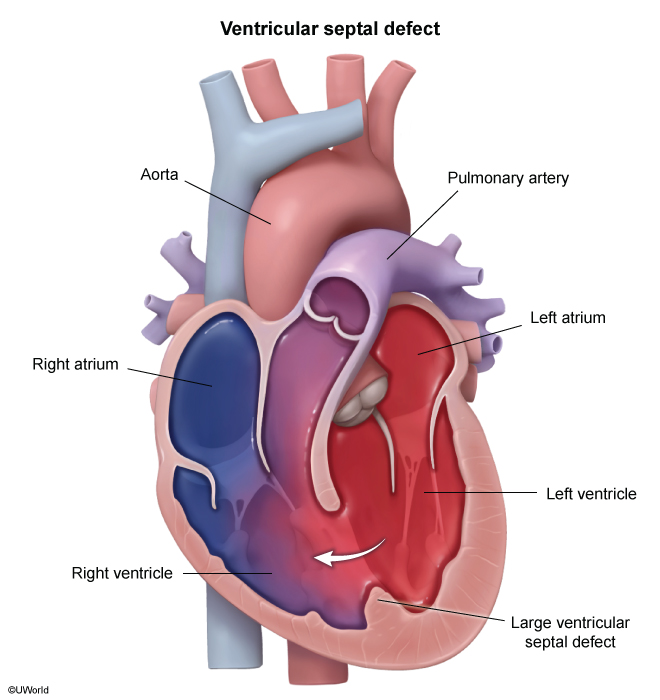 Ventricular septal defect
Aorta
Pulmonary artery
Left atrium
Right atrium
Left ventricle
Right ventricle
Large ventricular
septal defect
©UWorld